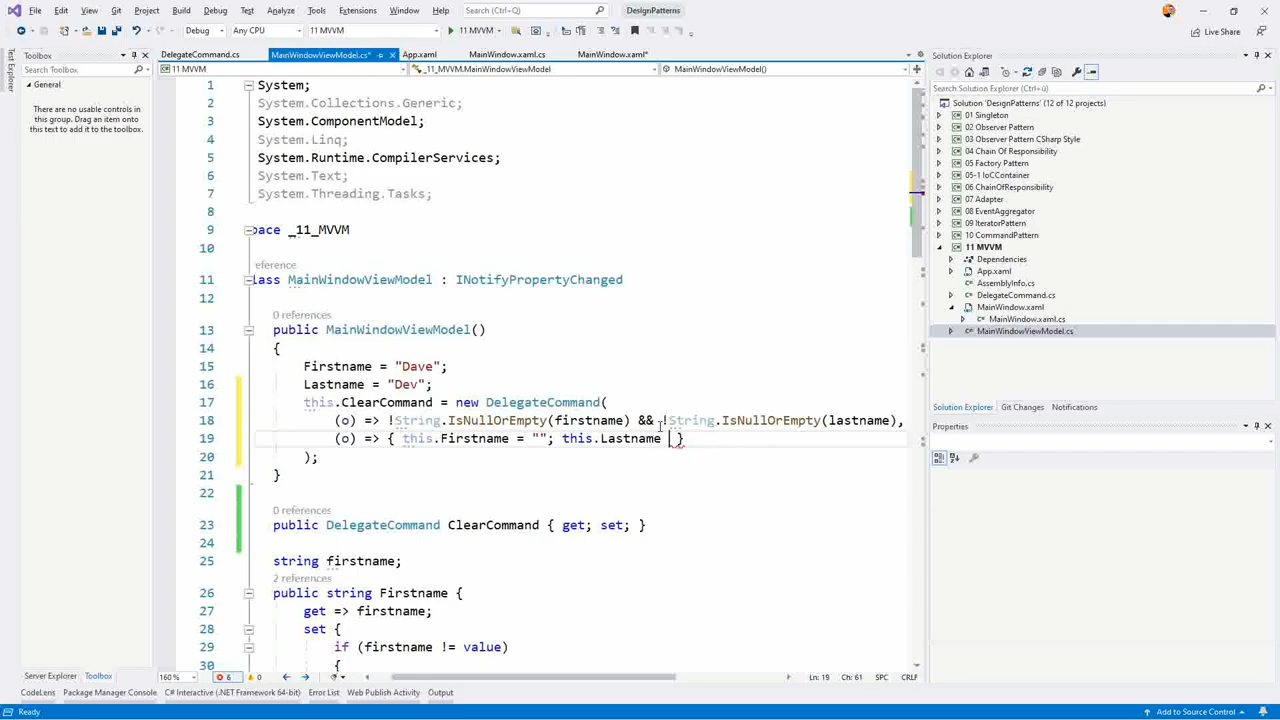 File Edit View Git Project Build Debug Test Analyze Tools Extensions Window Help Search (Ctrl+Q) DesignPatterns
Debug Any CPU 11 MVVM 11 MVVM Live Share
Test Explorer
Toolbox
Search Toolbox
General
There are no usable controls in
this group. Drag an item onto
this text to add it to the toolbox.
Server Explorer Toolbox
DelegateCommand.cs MainWindowViewModel.cs* App.xaml MainWindow.xaml.cs MainWindow.xaml*
11 MVVM _11_MVVM.MainWindowViewModel MainWindowViewModel()
1 System;
2 System.Collections.Generic;
3 System.ComponentModel;
4 System.Linq;
5 System.Runtime.CompilerServices;
6 System.Text;
7 System.Threading.Tasks;
8
9 pace _11_MVVM
10
eference
11 lass MainWindowViewModel : INotifyPropertyChanged
12
0 references
13 public MainWindowViewModel()
14 {
15 Firstname = "Dave";
16 Lastname = "Dev";
17 this.ClearCommand = new DelegateCommand(
18 (o) => !String.IsNullOrEmpty(firstname) && !String.IsNullOrEmpty(lastname),
19 (o) => { this.Firstname = ""; this.Lastname }
20 );
21 }
22
0 references
23 public DelegateCommand ClearCommand { get; set; }
24
25 string firstname;
2 references
26 public string Firstname {
27 get => firstname;
28 set {
29 if (firstname != value)
30 {
160 % 6 0 Ln: 19 Ch: 61 SPC CRLF
Solution Explorer
Search Solution Explorer (Ctrl+ü)
Solution 'DesignPatterns' (12 of 12 projects)
01 Singleton
02 Observer Pattern
03 Observer Pattern CSharp Style
04 Chain Of Responsibility
05 Factory Pattern
05-1 IoCContainer
06 ChainOfResponsibility
07 Adapter
08 EventAggregator
09 IteratorPattern
10 CommandPattern
11 MVVM
Dependencies
App.xaml
AssemblyInfo.cs
DelegateCommand.cs
MainWindow.xaml
MainWindow.xaml.cs
MainWindowViewModel.cs
Solution Explorer Git Changes Notifications
Properties
CodeLens Package Manager Console C# Interactive (.NET Framework 64-bit) Error List Web Publish Activity Output
Ready Add to Source Control